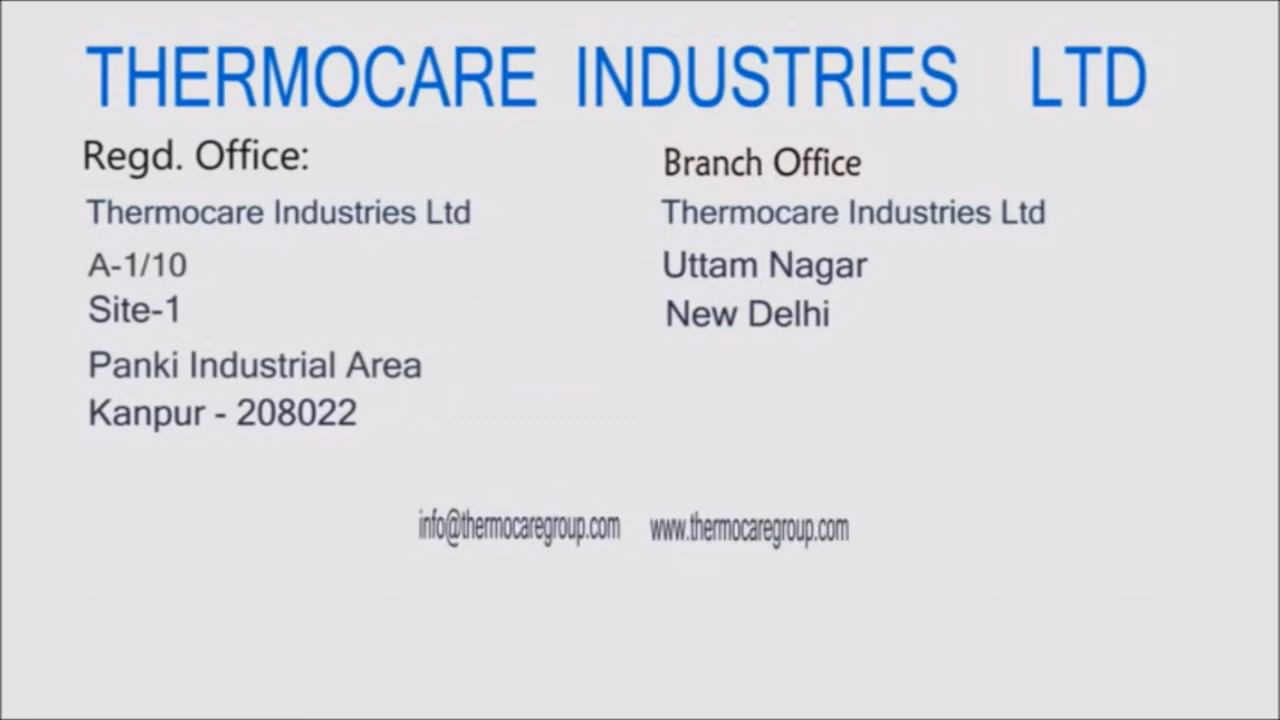 THERMOCARE INDUSTRIES LTD
Regd. Office:
Thermocare Industries Ltd
A-1/10
Site-1
Panki Industrial Area
Kanpur - 208022
Branch Office
Thermocare Industries Ltd
Uttam Nagar
New Delhi
info@thermocaregroup.com www.thermocaregroup.com